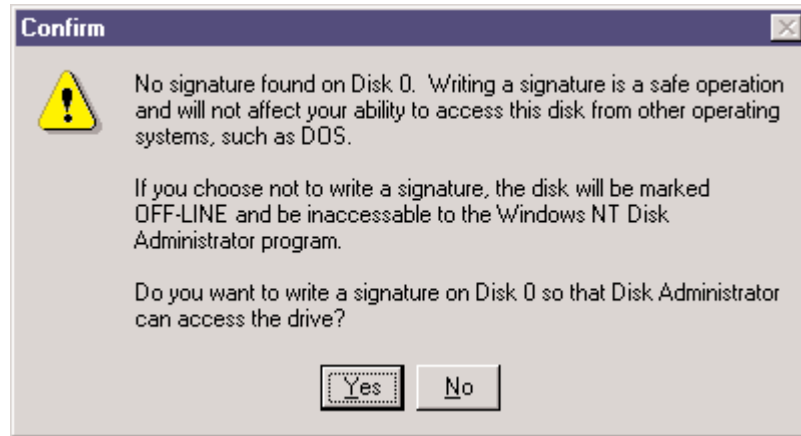 Confirm
No signature found on Disk 0.  Writing a signature is a safe operation
and will not affect your ability to access this disk from other operating
systems, such as DOS.
If you choose not to write a signature, the disk will be marked
OFF-LINE and be inaccessable to the Windows NT Disk
Administrator program.
Do you want to write a signature on Disk 0 so that Disk Administrator
can access the drive?
Yes No